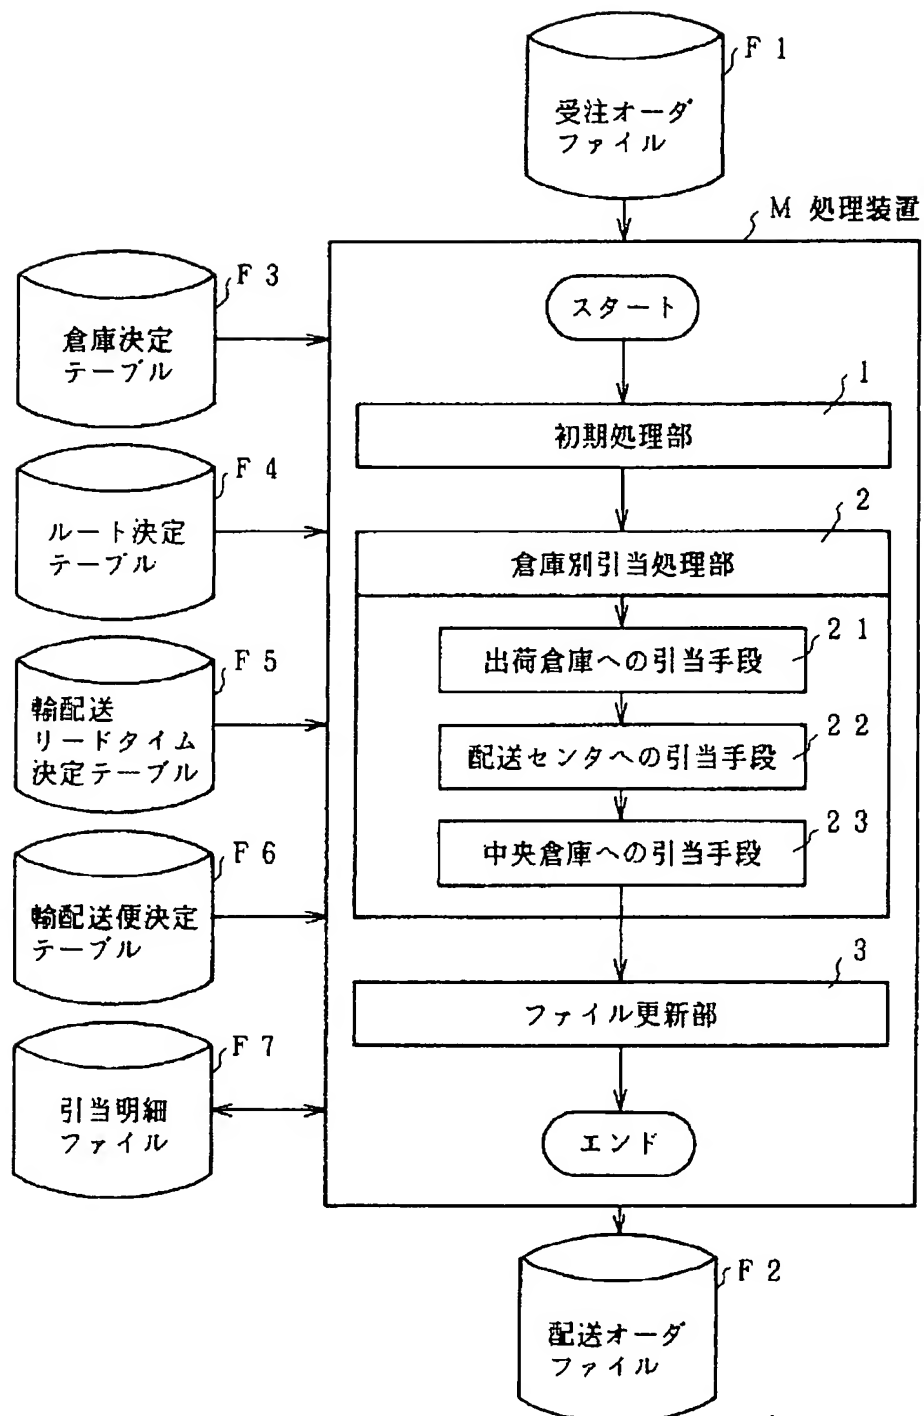 F 1
受注オーダ
ファイル
M 処理装置
F 3
倉庫決定
テーブル
スタート
1
初期処理部
F 4
ルート決定
テーブル
2
倉庫別引当処理部
2 1
出荷倉庫への引当手段
F 5
輸配送
リードタイム
決定テーブル
2 2
配送センタへの引当手段
2 3
中央倉庫への引当手段
F 6
輸配送便決定
テーブル
3
ファイル更新部
F 7
引当明細
ファイル
エンド
F 2
配送オーダ
ファイル